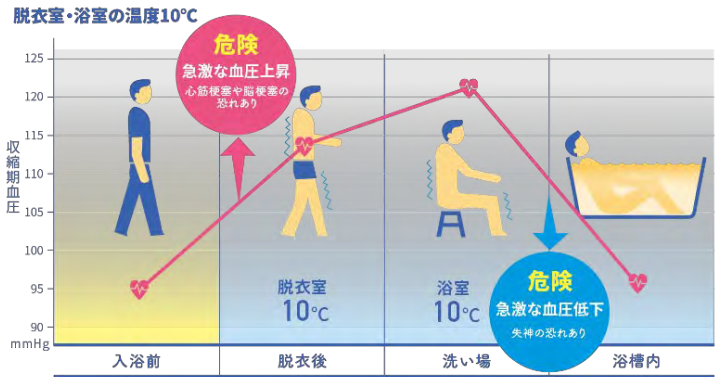 脱衣室・浴室の温度10℃
危険
急激な血圧上昇
心筋梗塞や脳梗塞の
恐れあり
収縮期血圧
125
120
115
110
105
100
95
90
mmHg
脱衣室
10℃
浴室
10℃
危険
急激な血圧低下
失神の恐れあり
入浴前
脱衣後
洗い場
浴槽内